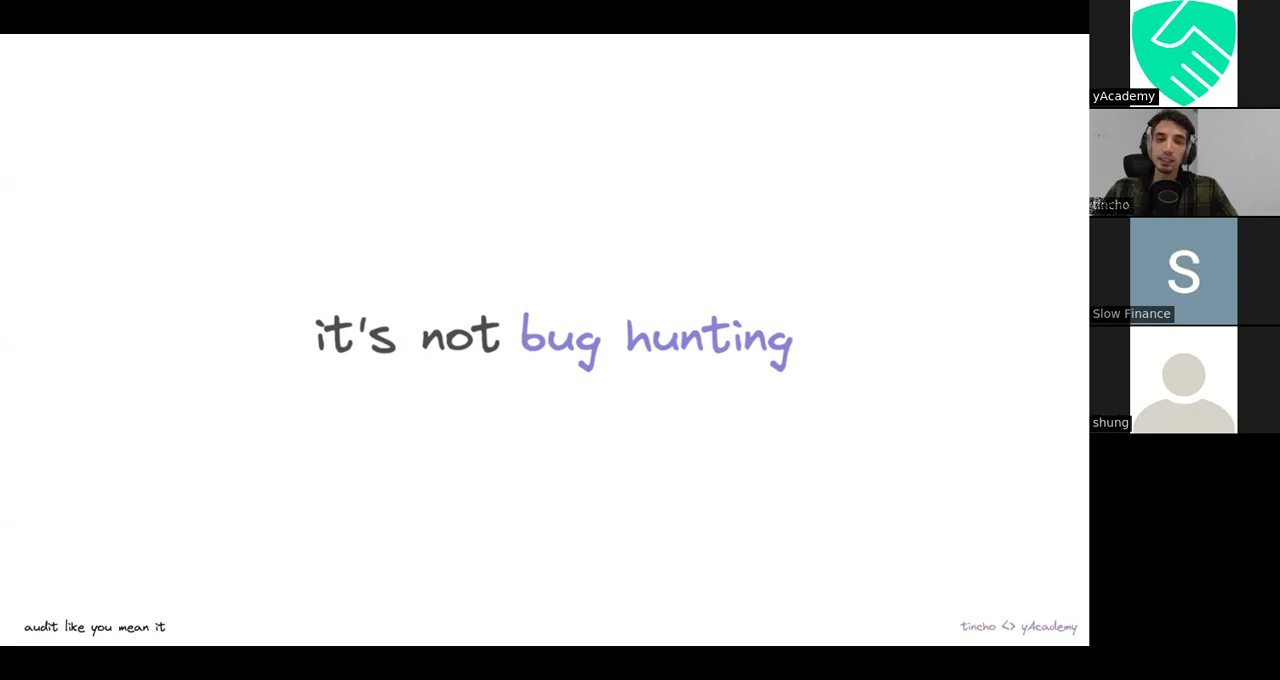 it's not bug hunting
audit like you mean it
tincho <> yAcademy
yAcademy
tincho
S
Slow Finance
shung